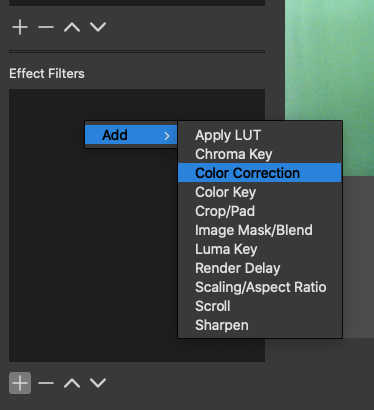 Effect Filters
Add
Apply LUT
Chroma Key
Color Correction
Color Key
Crop/Pad
Image Mask/Blend
Luma Key
Render Delay
Scaling/Aspect Ratio
Scroll
Sharpen